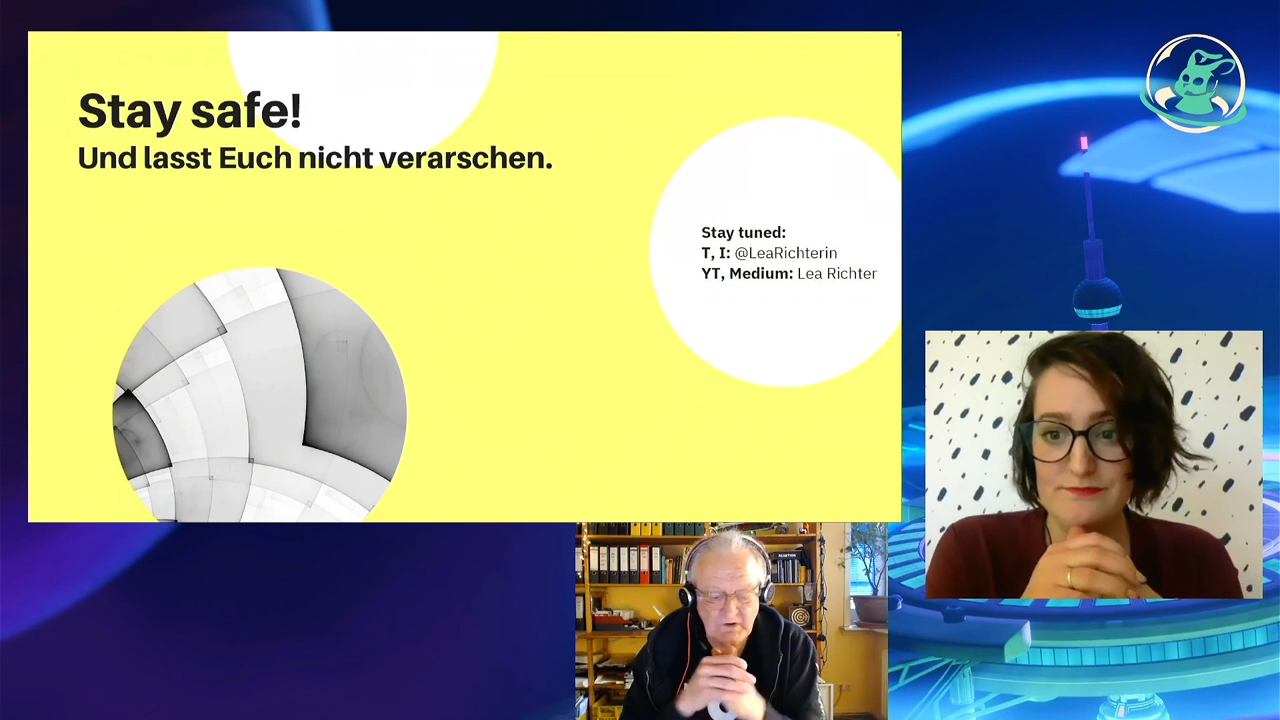 Stay safe!
Und lasst Euch nicht verarschen.
Stay tuned:
T, I: @LeaRichterin
YT, Medium: Lea Richter